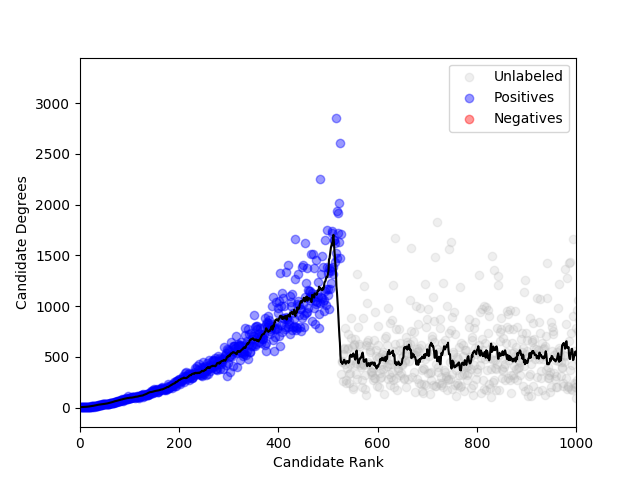 Unlabeled
Positives
Negatives
3000
2500
2000
1500
1000
500
0
Candidate Degrees
0 200 400 600 800 1000
Candidate Rank